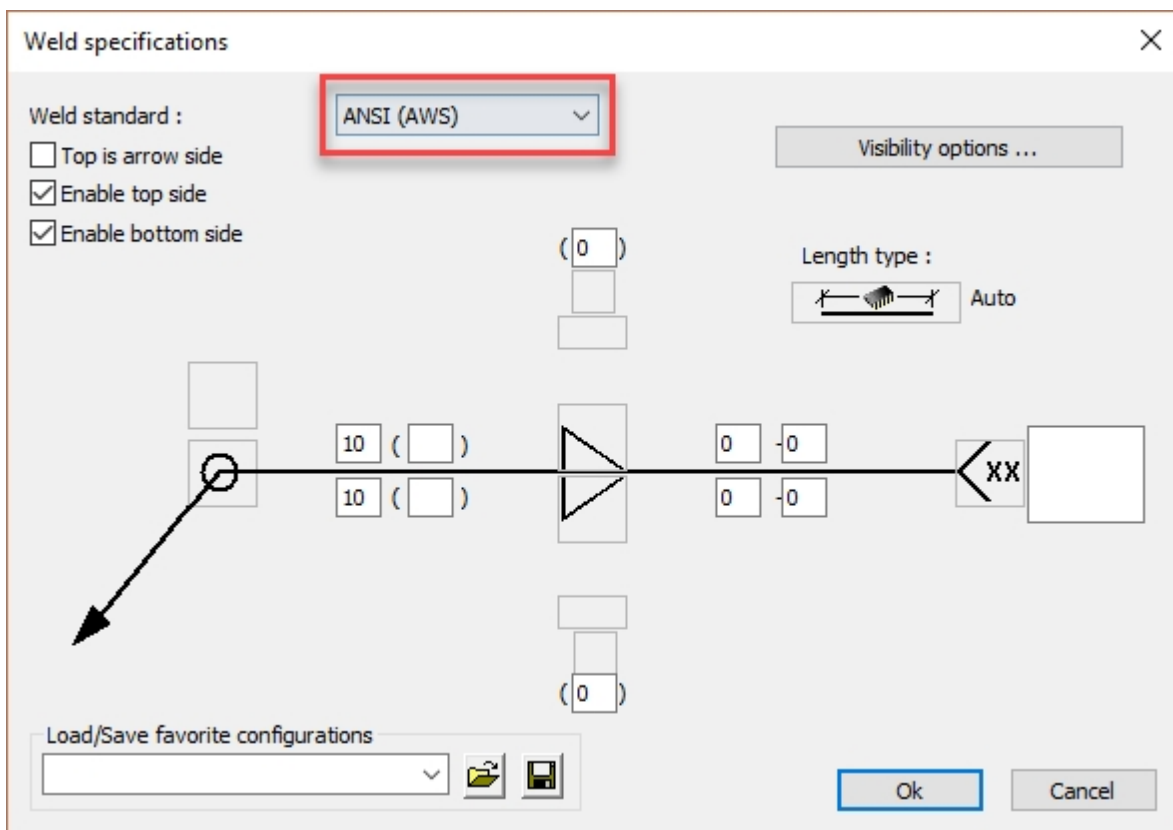 Weld specifications
Weld standard :
ANSI (AWS)
Top is arrow side
Enable top side
Enable bottom side
Visibility options ...
(0)
Length type :
Auto
10 ( ) 0 -0
XX
10 ( ) 0 -0
(0)
Load/Save favorite configurations
Ok
Cancel